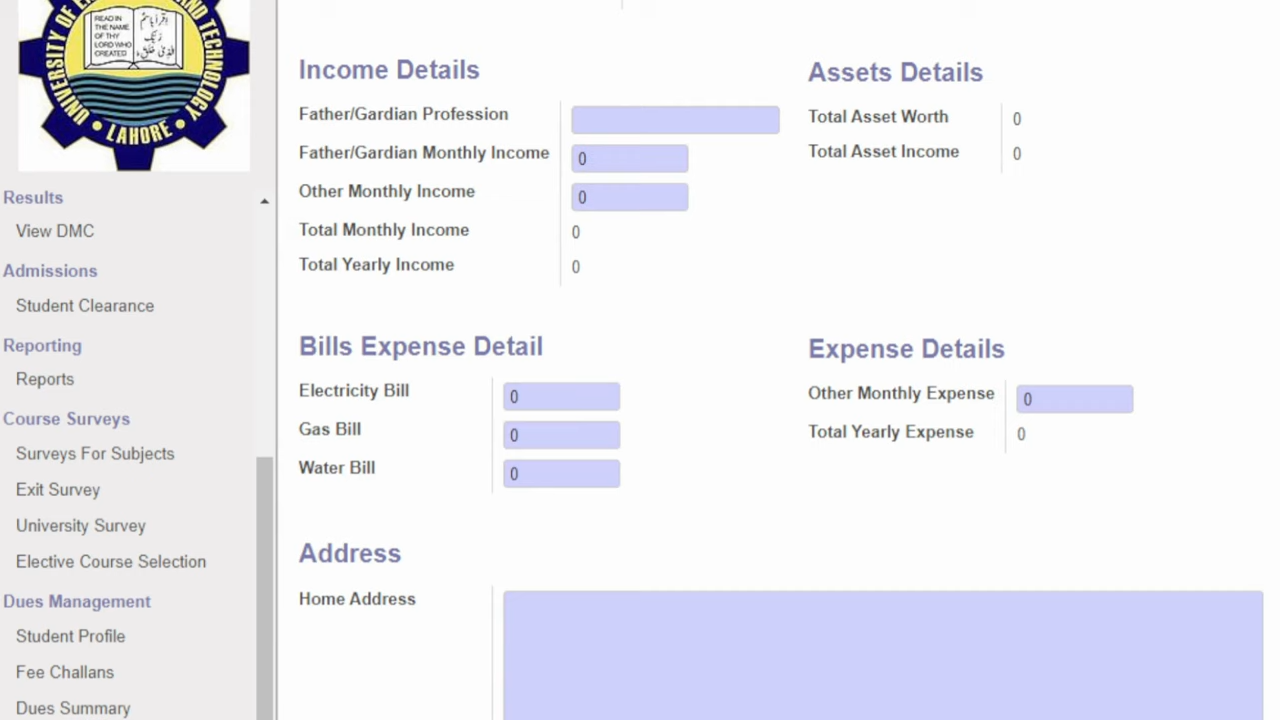 UNIVERSITY OF E AND TECHNOLOGY
LAHORE
READ IN
THE NAME
OF THY
LORD WHO
CREATED
Results
View DMC
Admissions
Student Clearance
Reporting
Reports
Course Surveys
Surveys For Subjects
Exit Survey
University Survey
Elective Course Selection
Dues Management
Student Profile
Fee Challans
Dues Summary
Income Details
Father/Gardian Profession
Father/Gardian Monthly Income 0
Other Monthly Income 0
Total Monthly Income 0
Total Yearly Income 0
Assets Details
Total Asset Worth 0
Total Asset Income 0
Bills Expense Detail
Electricity Bill 0
Gas Bill 0
Water Bill 0
Expense Details
Other Monthly Expense 0
Total Yearly Expense 0
Address
Home Address